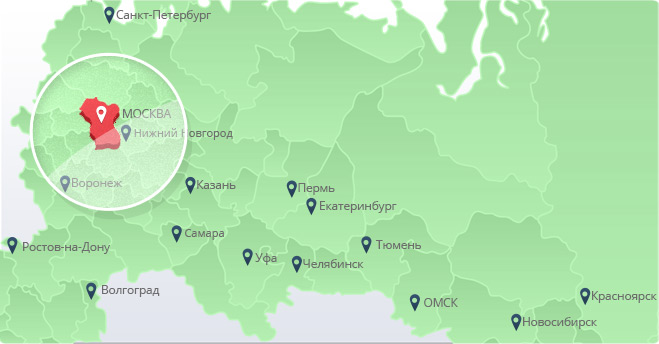 Санкт-Петербург
МОСКВА
Нижний Новгород
Воронеж
Казань
Пермь
Екатеринбург
Самара
Ростов-на-Дону
Уфа
Челябинск
Тюмень
Волгоград
ОМСК
Красноярск
Новосибирск